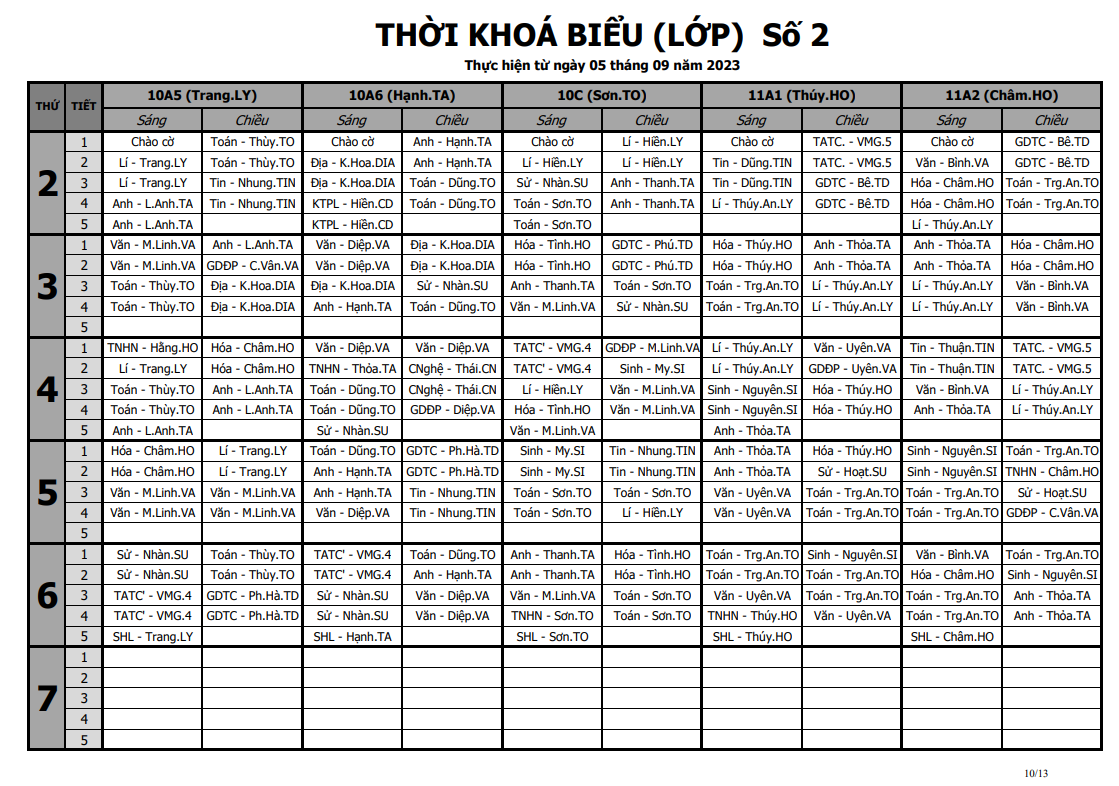 THỜI KHOÁ BIỂU (LỚP) Số 2
Thực hiện từ ngày 05 tháng 09 năm 2023
THỨ TIẾT 10A5 (Trang.LY) 10A6 (Hạnh.TA) 10C (Sơn.TO) 11A1 (Thúy.HO) 11A2 (Châm.HO)
Sáng Chiều Sáng Chiều Sáng Chiều Sáng Chiều Sáng Chiều
2
1 Chào cờ Toán - Thùy.TO Chào cờ Anh - Hạnh.TA Chào cờ Lí - Hiền.LY Chào cờ TATC. - VMG.5 Chào cờ GDTC - Bê.TD
2 Lí - Trang.LY Toán - Thùy.TO Địa - K.Hoa.DIA Anh - Hạnh.TA Lí - Hiền.LY Lí - Hiền.LY Tin - Dũng.TIN TATC. - VMG.5 Văn - Bình.VA GDTC - Bê.TD
3 Lí - Trang.LY Tin - Nhung.TIN Địa - K.Hoa.DIA Toán - Dũng.TO Sử - Nhàn.SU Anh - Thanh.TA Tin - Dũng.TIN GDTC - Bê.TD Hóa - Châm.HO Toán - Trg.An.TO
4 Anh - L.Anh.TA Tin - Nhung.TIN KTPL - Hiền.CD Toán - Dũng.TO Toán - Sơn.TO Anh - Thanh.TA Lí - Thúy.An.LY GDTC - Bê.TD Hóa - Châm.HO Toán - Trg.An.TO
5 Anh - L.Anh.TA KTPL - Hiền.CD Toán - Sơn.TO Lí - Thúy.An.LY
3
1 Văn - M.Linh.VA Anh - L.Anh.TA Văn - Diệp.VA Địa - K.Hoa.DIA Hóa - Tình.HO GDTC - Phú.TD Hóa - Thúy.HO Anh - Thỏa.TA Anh - Thỏa.TA Hóa - Châm.HO
2 Văn - M.Linh.VA GDĐP - C.Vân.VA Văn - Diệp.VA Địa - K.Hoa.DIA Hóa - Tình.HO GDTC - Phú.TD Hóa - Thúy.HO Anh - Thỏa.TA Anh - Thỏa.TA Hóa - Châm.HO
3 Toán - Thùy.TO Địa - K.Hoa.DIA Địa - K.Hoa.DIA Sử - Nhàn.SU Anh - Thanh.TA Toán - Sơn.TO Toán - Trg.An.TO Lí - Thúy.An.LY Lí - Thúy.An.LY Văn - Bình.VA
4 Toán - Thùy.TO Địa - K.Hoa.DIA Anh - Hạnh.TA Toán - Dũng.TO Văn - M.Linh.VA Sử - Nhàn.SU Toán - Trg.An.TO Lí - Thúy.An.LY Lí - Thúy.An.LY Văn - Bình.VA
5
4
1 TNHN - Hằng.HO Hóa - Châm.HO Văn - Diệp.VA Văn - Diệp.VA TATC' - VMG.4 GDĐP - M.Linh.VA Lí - Thúy.An.LY Văn - Uyên.VA Tin - Thuận.TIN TATC. - VMG.5
2 Lí - Trang.LY Hóa - Châm.HO TNHN - Thỏa.TA CNghệ - Thái.CN TATC' - VMG.4 Sinh - My.SI Lí - Thúy.An.LY GDĐP - Uyên.VA Tin - Thuận.TIN TATC. - VMG.5
3 Toán - Thùy.TO Anh - L.Anh.TA Toán - Dũng.TO CNghệ - Thái.CN Lí - Hiền.LY Văn - M.Linh.VA Sinh - Nguyên.SI Hóa - Thúy.HO Văn - Bình.VA Lí - Thúy.An.LY
4 Toán - Thùy.TO Anh - L.Anh.TA Toán - Dũng.TO GDĐP - Diệp.VA Hóa - Tình.HO Văn - M.Linh.VA Sinh - Nguyên.SI Hóa - Thúy.HO Anh - Thỏa.TA Lí - Thúy.An.LY
5 Anh - L.Anh.TA Sử - Nhàn.SU Văn - M.Linh.VA Anh - Thỏa.TA
5
1 Hóa - Châm.HO Lí - Trang.LY Toán - Dũng.TO GDTC - Ph.Hà.TD Sinh - My.SI Tin - Nhung.TIN Anh - Thỏa.TA Hóa - Thúy.HO Sinh - Nguyên.SI Toán - Trg.An.TO
2 Hóa - Châm.HO Lí - Trang.LY Anh - Hạnh.TA GDTC - Ph.Hà.TD Sinh - My.SI Tin - Nhung.TIN Anh - Thỏa.TA Sử - Hoạt.SU Sinh - Nguyên.SI TNHN - Châm.HO
3 Văn - M.Linh.VA Văn - M.Linh.VA Anh - Hạnh.TA Tin - Nhung.TIN Toán - Sơn.TO Toán - Sơn.TO Văn - Uyên.VA Toán - Trg.An.TO Toán - Trg.An.TO Sử - Hoạt.SU
4 Văn - M.Linh.VA Văn - M.Linh.VA Văn - Diệp.VA Tin - Nhung.TIN Toán - Sơn.TO Lí - Hiền.LY Văn - Uyên.VA Toán - Trg.An.TO Toán - Trg.An.TO GDĐP - C.Vân.VA
5
6
1 Sử - Nhàn.SU Toán - Thùy.TO TATC' - VMG.4 Toán - Dũng.TO Anh - Thanh.TA Hóa - Tình.HO Toán - Trg.An.TO Sinh - Nguyên.SI Văn - Bình.VA Toán - Trg.An.TO
2 Sử - Nhàn.SU Toán - Thùy.TO TATC' - VMG.4 Anh - Hạnh.TA Anh - Thanh.TA Hóa - Tình.HO Toán - Trg.An.TO Toán - Trg.An.TO Hóa - Châm.HO Sinh - Nguyên.SI
3 TATC' - VMG.4 GDTC - Ph.Hà.TD Sử - Nhàn.SU Văn - Diệp.VA Văn - M.Linh.VA Toán - Sơn.TO Văn - Uyên.VA Toán - Trg.An.TO Toán - Trg.An.TO Anh - Thỏa.TA
4 TATC' - VMG.4 GDTC - Ph.Hà.TD Sử - Nhàn.SU Văn - Diệp.VA TNHN - Sơn.TO Toán - Sơn.TO TNHN - Thúy.HO Văn - Uyên.VA Toán - Trg.An.TO Anh - Thỏa.TA
5 SHL - Trang.LY SHL - Hạnh.TA SHL - Sơn.TO SHL - Thúy.HO SHL - Châm.HO
7
1
2
3
4
5
10/13